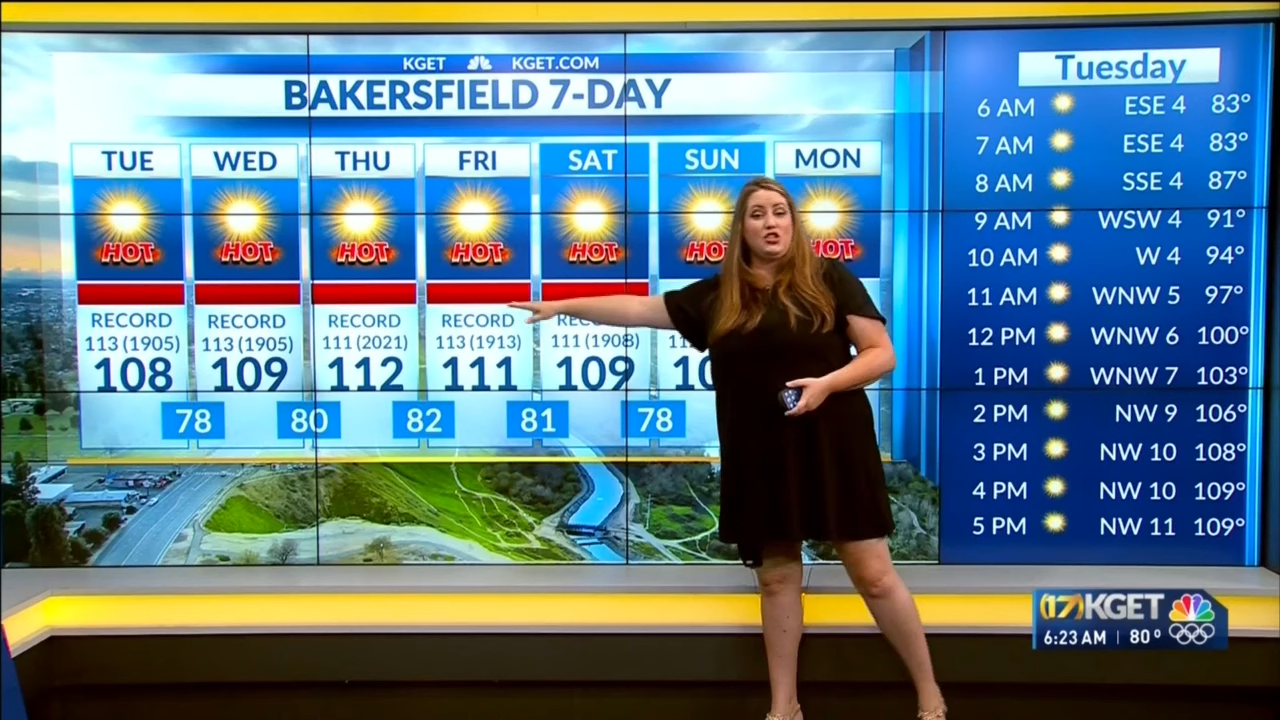 KGET KGET.COM
BAKERSFIELD 7-DAY
TUE WED THU FRI SAT SUN MON
HOT HOT HOT HOT HOT HOT HOT
RECORD RECORD RECORD RECORD RECORD
113 (1905) 113 (1905) 111 (2021) 113 (1913) 111 (1908) 11
108 109 112 111 109 10
78 80 82 81 78
Tuesday
6 AM ESE 4 83°
7 AM ESE 4 83°
8 AM SSE 4 87°
9 AM WSW 4 91°
10 AM W 4 94°
11 AM WNW 5 97°
12 PM WNW 6 100°
1 PM WNW 7 103°
2 PM NW 9 106°
3 PM NW 10 108°
4 PM NW 10 109°
5 PM NW 11 109°
17 KGET
6:23 AM | 80°